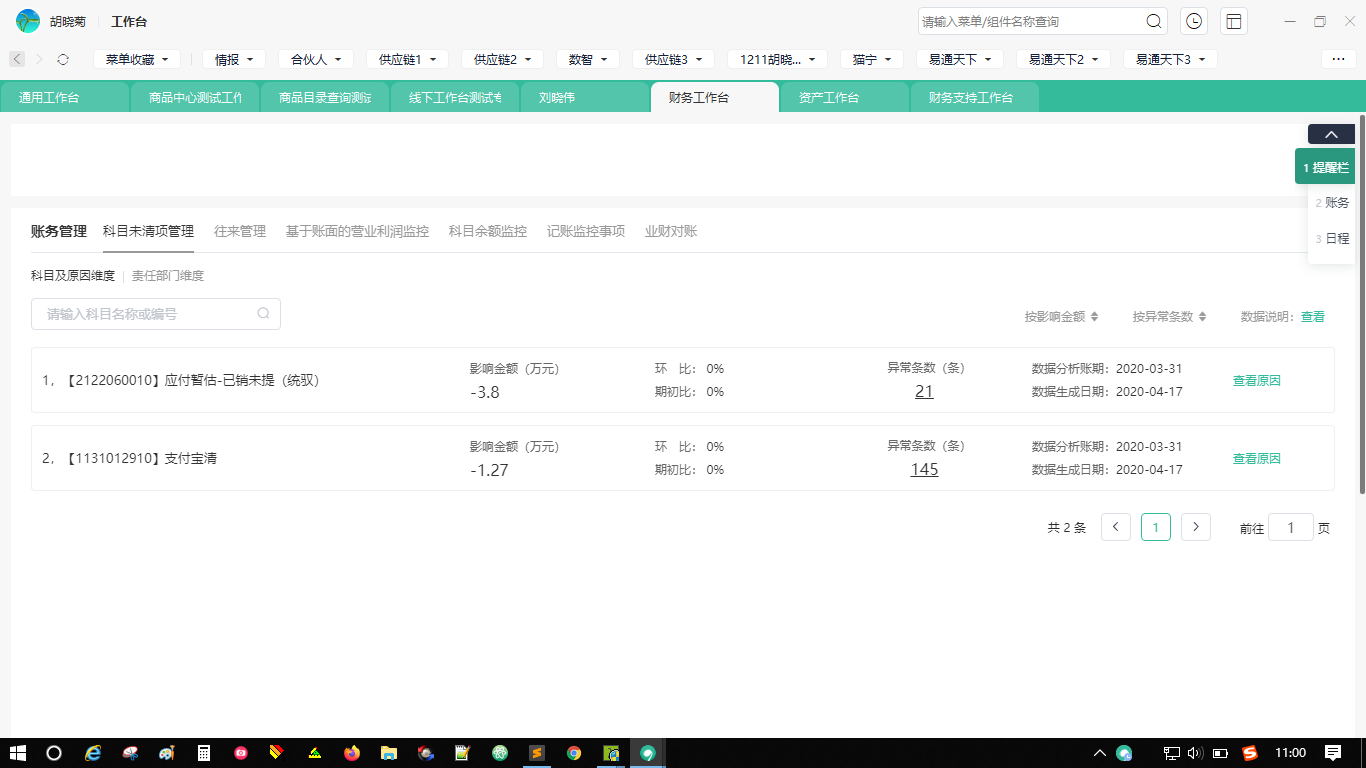 胡晓菊 工作台 请输入菜单/组件名称查询
菜单收藏 情报 合伙人 供应链1 供应链2 数智 供应链3 1211胡晓... 猫宁 易通天下 易通天下2 易通天下3 ...
通用工作台 商品中心测试工作 商品目录查询测试 线下工作台测试专 刘晓伟 财务工作台 资产工作台 财务支持工作台
1 提醒栏
2 账务
3 日程
账务管理 科目未清项管理 往来管理 基于账面的营业利润监控 科目余额监控 记账监控事项 业财对账
科目及原因维度 责任部门维度
请输入科目名称或编号 按影响金额 按异常条数 数据说明: 查看
1, 【2122060010】应付暂估-已销未提（统驭） 影响金额（万元） 环 比: 0% 异常条数（条） 数据分析账期: 2020-03-31 查看原因
-3.8 期初比: 0% 21 数据生成日期: 2020-04-17
2, 【1131012910】支付宝清 影响金额（万元） 环 比: 0% 异常条数（条） 数据分析账期: 2020-03-31 查看原因
-1.27 期初比: 0% 145 数据生成日期: 2020-04-17
共 2 条 1 前往 1 页
11:00